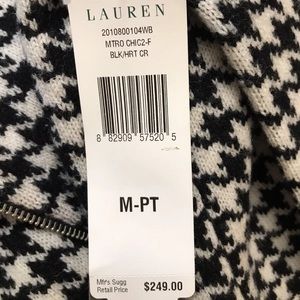 LAUREN
2010800104WB
MTRO CHIC2-F
BLK/HRT CR
8 82909 57520 5
M-PT
Mfrs Sugg
Retail Price $249.00